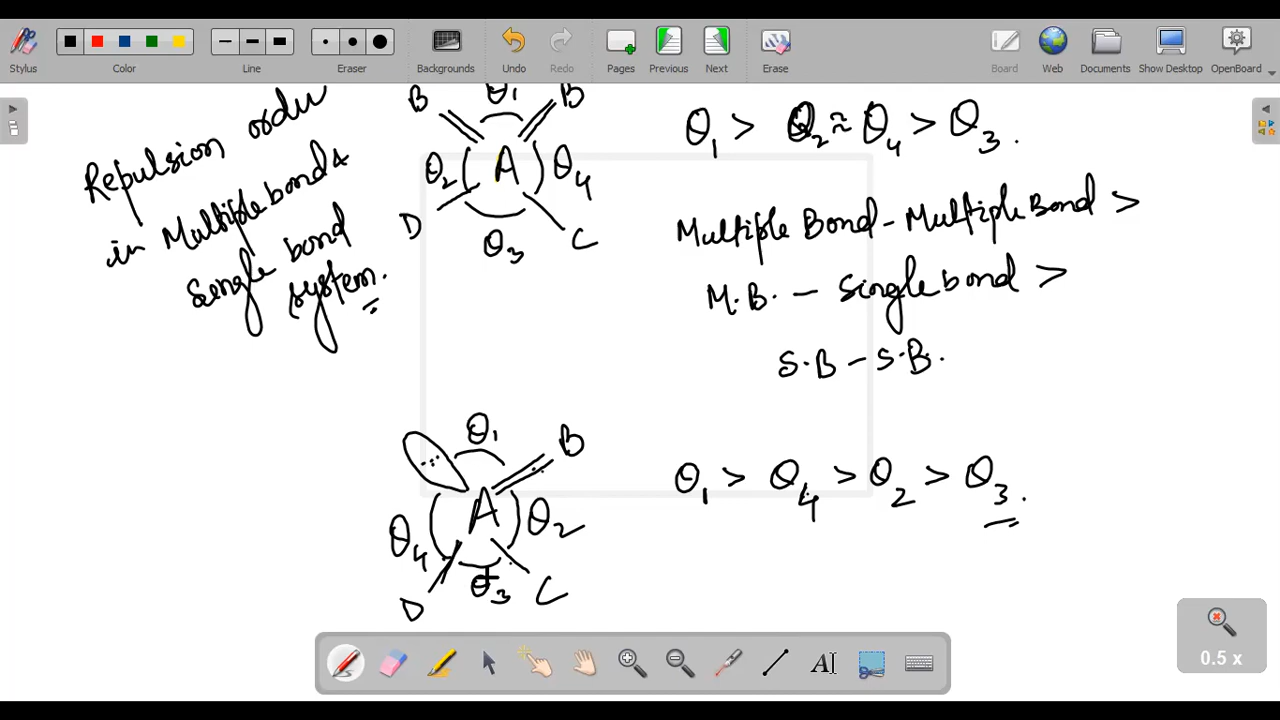 Stylus
Color
Line
Eraser
Backgrounds
Undo
Redo
Pages
Previous
Next
Erase
Board
Web
Documents
Show Desktop
OpenBoard
Repulsion order
in Multiple bond &
single bond
system.
B θ1 B
θ2 A θ4
D θ3 C
θ1 > θ2 ≈ θ4 > θ3.
Multiple Bond - Multiple Bond >
M.B. - Single bond >
S.B - S.B.
θ1 B
A
θ4 θ2
D θ3 C
θ1 > θ4 > θ2 > θ3.
0.5 x
AI